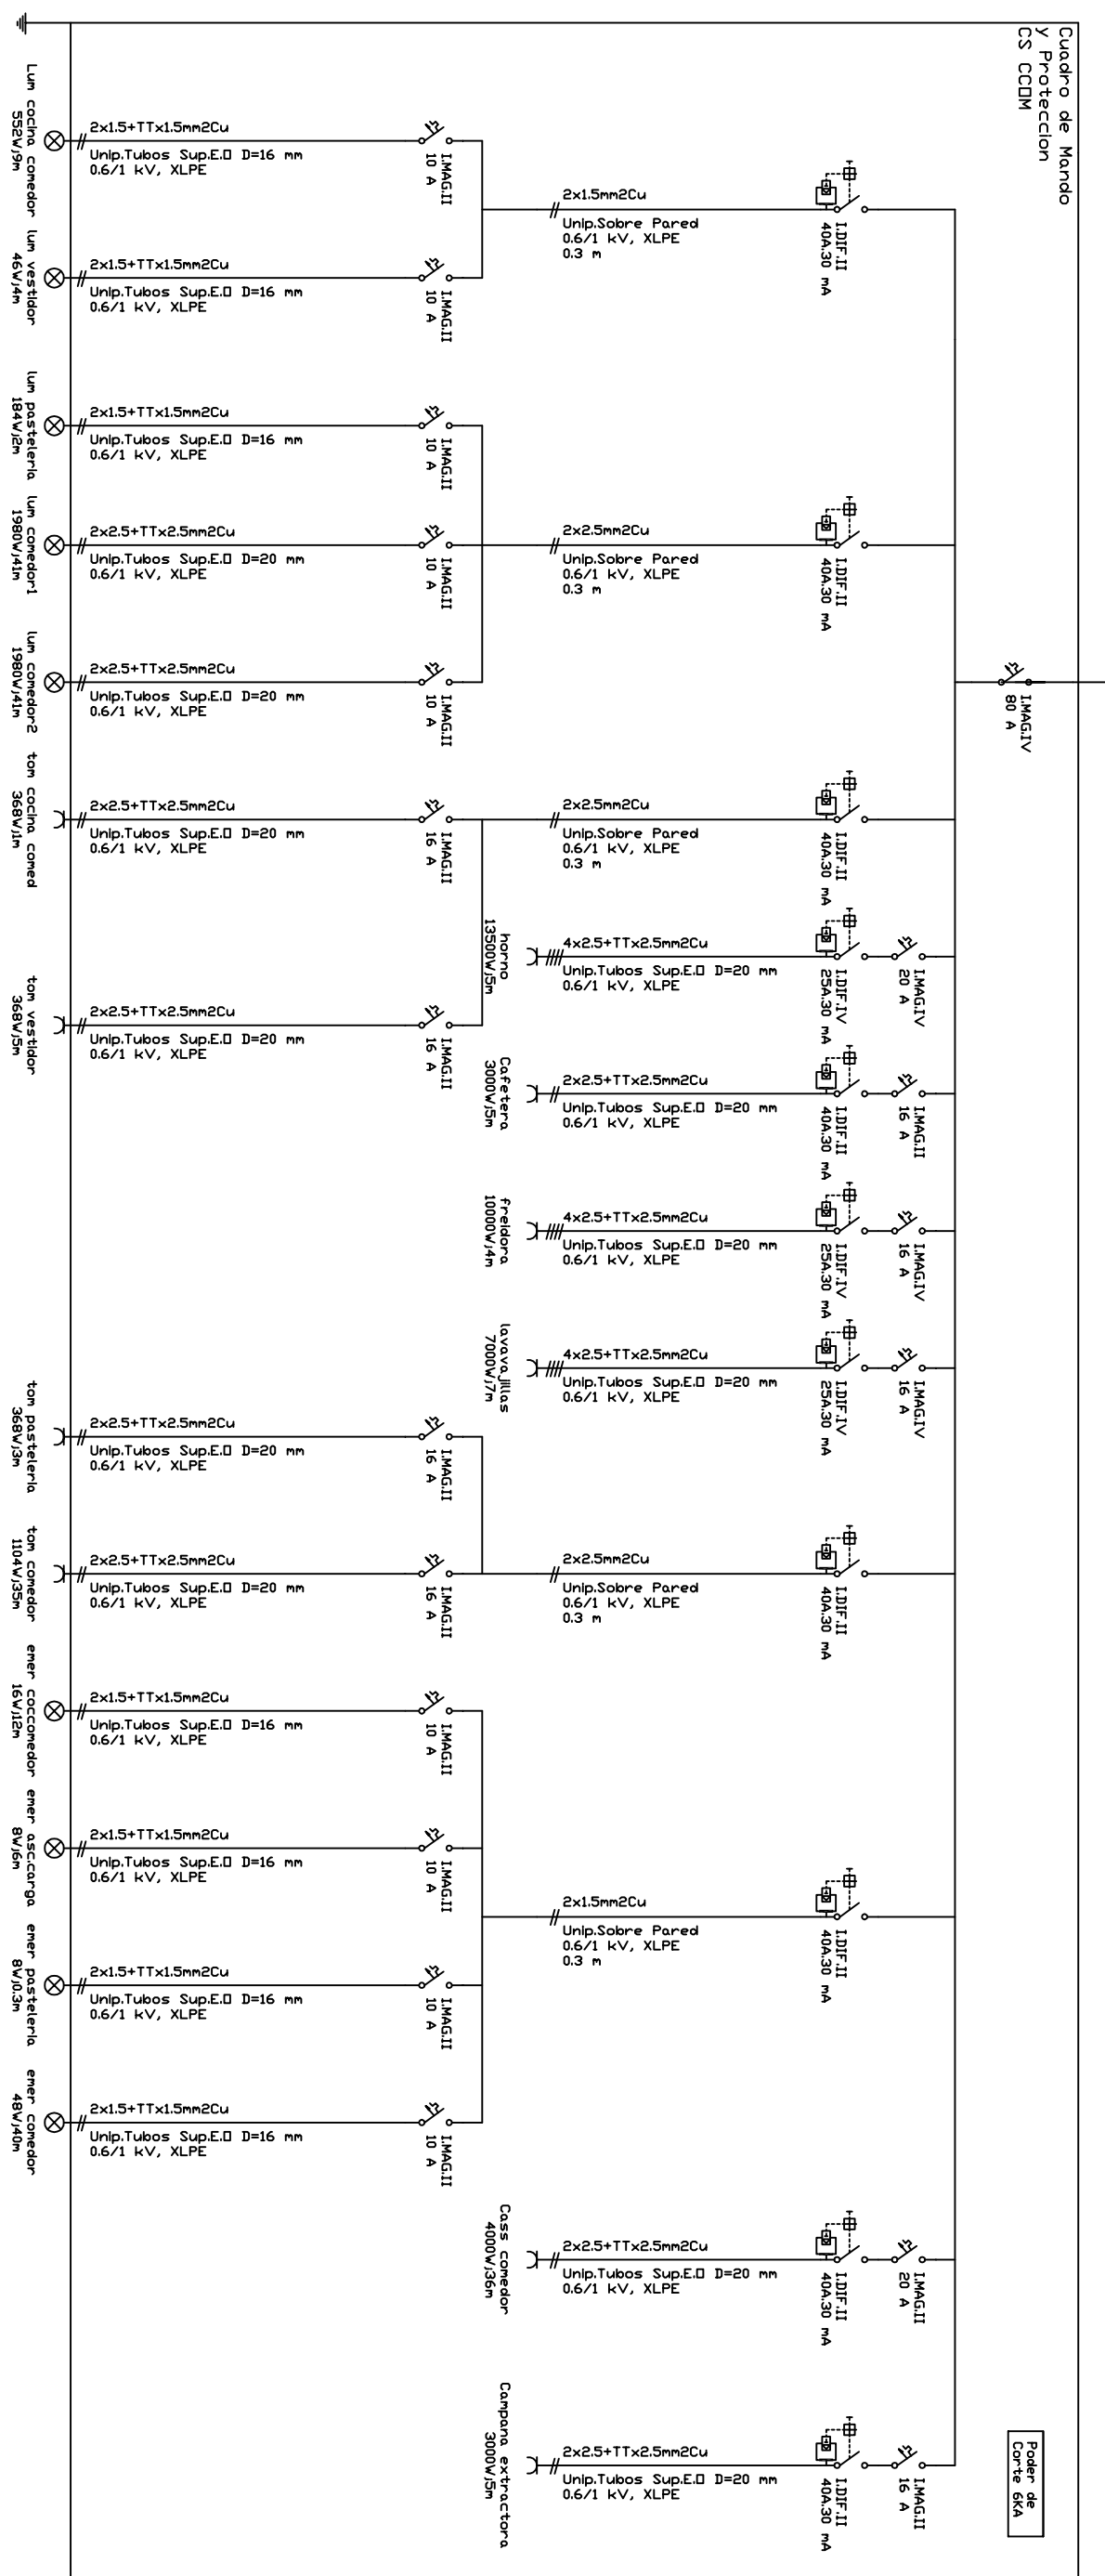 Cuadro de Mando
y Proteccion
CS CCOM
I.MAG.IV
80 A
Poder de
Corte 6KA
I.DIF.II
40A.30 mA
2x1.5mm2Cu
Unip.Sobre Pared
0.6/1 kV, XLPE
0.3 m
I.MAG.II
10 A
2x1.5+TTx1.5mm2Cu
Unip.Tubos Sup.E.O D=16 mm
0.6/1 kV, XLPE
Lum cocina comedor
552W;9m
I.MAG.II
10 A
2x1.5+TTx1.5mm2Cu
Unip.Tubos Sup.E.O D=16 mm
0.6/1 kV, XLPE
lum vestidor
46W;4m
I.DIF.II
40A.30 mA
2x2.5mm2Cu
Unip.Sobre Pared
0.6/1 kV, XLPE
0.3 m
I.MAG.II
10 A
2x1.5+TTx1.5mm2Cu
Unip.Tubos Sup.E.O D=16 mm
0.6/1 kV, XLPE
lum pasteleria
184W;2m
I.MAG.II
10 A
2x2.5+TTx2.5mm2Cu
Unip.Tubos Sup.E.O D=20 mm
0.6/1 kV, XLPE
lum comedor1
1980W;41m
I.MAG.II
10 A
2x2.5+TTx2.5mm2Cu
Unip.Tubos Sup.E.O D=20 mm
0.6/1 kV, XLPE
lum comedor2
1980W;41m
I.DIF.II
40A.30 mA
2x2.5mm2Cu
Unip.Sobre Pared
0.6/1 kV, XLPE
0.3 m
I.MAG.II
16 A
2x2.5+TTx2.5mm2Cu
Unip.Tubos Sup.E.O D=20 mm
0.6/1 kV, XLPE
tom cocina comed
368W;1m
I.MAG.II
16 A
2x2.5+TTx2.5mm2Cu
Unip.Tubos Sup.E.O D=20 mm
0.6/1 kV, XLPE
tom vestidor
368W;5m
I.MAG.IV
20 A
I.DIF.IV
25A.30 mA
4x2.5+TTx2.5mm2Cu
Unip.Tubos Sup.E.O D=20 mm
0.6/1 kV, XLPE
horno
13500W;5m
I.MAG.II
16 A
I.DIF.II
40A.30 mA
2x2.5+TTx2.5mm2Cu
Unip.Tubos Sup.E.O D=20 mm
0.6/1 kV, XLPE
Cafetera
3000W;5m
I.MAG.IV
16 A
I.DIF.IV
25A.30 mA
4x2.5+TTx2.5mm2Cu
Unip.Tubos Sup.E.O D=20 mm
0.6/1 kV, XLPE
freidora
10000W;4m
I.MAG.IV
16 A
I.DIF.IV
25A.30 mA
4x2.5+TTx2.5mm2Cu
Unip.Tubos Sup.E.O D=20 mm
0.6/1 kV, XLPE
lavavajillas
7000W;7m
I.DIF.II
40A.30 mA
2x2.5mm2Cu
Unip.Sobre Pared
0.6/1 kV, XLPE
0.3 m
I.MAG.II
16 A
2x2.5+TTx2.5mm2Cu
Unip.Tubos Sup.E.O D=20 mm
0.6/1 kV, XLPE
tom pasteleria
368W;3m
I.MAG.II
16 A
2x2.5+TTx2.5mm2Cu
Unip.Tubos Sup.E.O D=20 mm
0.6/1 kV, XLPE
tom comedor
1104W;35m
I.DIF.II
40A.30 mA
2x1.5mm2Cu
Unip.Sobre Pared
0.6/1 kV, XLPE
0.3 m
I.MAG.II
10 A
2x1.5+TTx1.5mm2Cu
Unip.Tubos Sup.E.O D=16 mm
0.6/1 kV, XLPE
emer coccomedor
16W;12m
I.MAG.II
10 A
2x1.5+TTx1.5mm2Cu
Unip.Tubos Sup.E.O D=16 mm
0.6/1 kV, XLPE
emer asc.carga
8W;6m
I.MAG.II
10 A
2x1.5+TTx1.5mm2Cu
Unip.Tubos Sup.E.O D=16 mm
0.6/1 kV, XLPE
emer pasteleria
8W;0.3m
I.MAG.II
10 A
2x1.5+TTx1.5mm2Cu
Unip.Tubos Sup.E.O D=16 mm
0.6/1 kV, XLPE
emer comedor
48W;40m
I.MAG.II
20 A
I.DIF.II
40A.30 mA
2x2.5+TTx2.5mm2Cu
Unip.Tubos Sup.E.O D=20 mm
0.6/1 kV, XLPE
Cass comedor
4000W;36m
I.MAG.II
16 A
I.DIF.II
40A.30 mA
2x2.5+TTx2.5mm2Cu
Unip.Tubos Sup.E.O D=20 mm
0.6/1 kV, XLPE
Campana extractora
3000W;5m